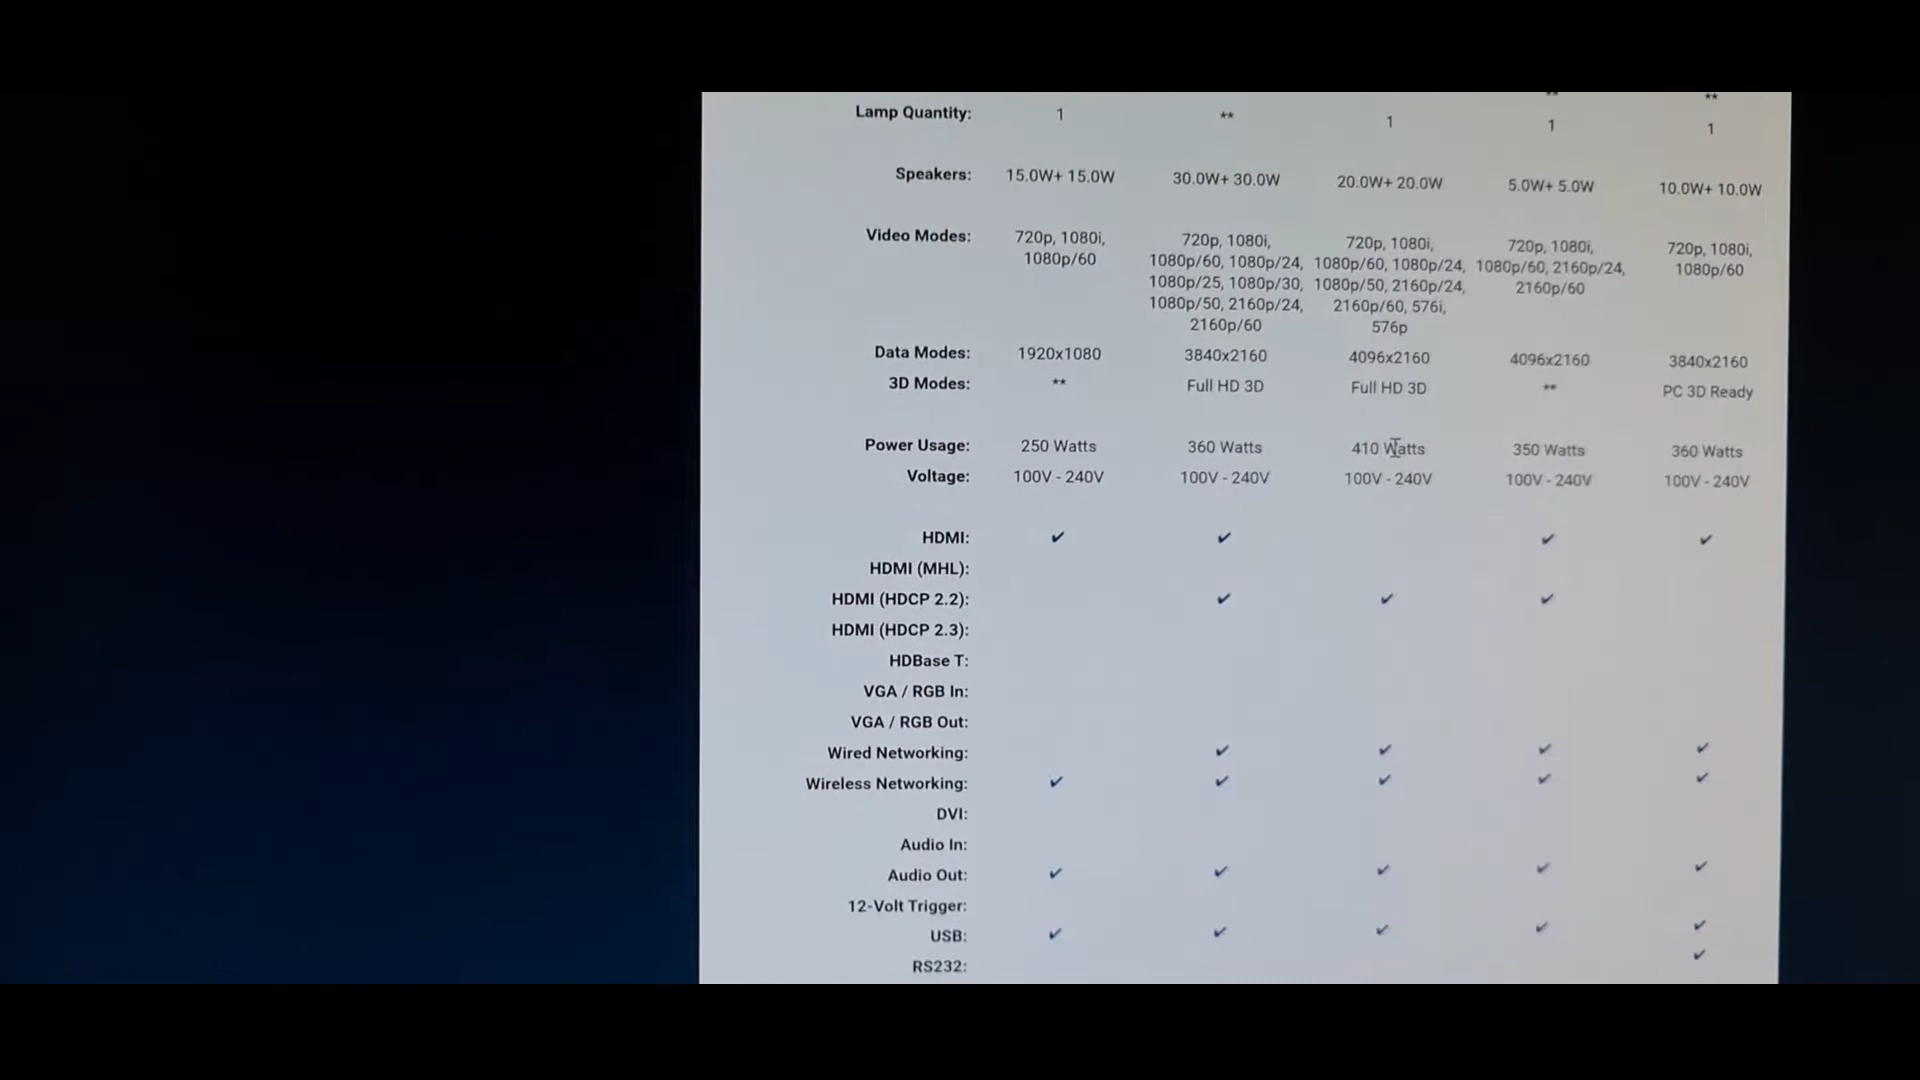 ** **
Lamp Quantity: 1 ** 1 1 1
Speakers: 15.0W+ 15.0W 30.0W+ 30.0W 20.0W+ 20.0W 5.0W+ 5.0W 10.0W+ 10.0W
Video Modes: 720p, 1080i, 720p, 1080i, 720p, 1080i, 720p, 1080i, 720p, 1080i,
1080p/60 1080p/60, 1080p/24, 1080p/60, 1080p/24, 1080p/60, 2160p/24, 1080p/60
1080p/25, 1080p/30, 1080p/50, 2160p/24, 2160p/60
1080p/50, 2160p/24, 2160p/60, 576i,
2160p/60 576p
Data Modes: 1920x1080 3840x2160 4096x2160 4096x2160 3840x2160
3D Modes: ** Full HD 3D Full HD 3D ** PC 3D Ready
Power Usage: 250 Watts 360 Watts 410 Watts 350 Watts 360 Watts
Voltage: 100V - 240V 100V - 240V 100V - 240V 100V - 240V 100V - 240V
HDMI: ✔ ✔ ✔ ✔
HDMI (MHL):
HDMI (HDCP 2.2): ✔ ✔ ✔
HDMI (HDCP 2.3):
HDBase T:
VGA / RGB In:
VGA / RGB Out:
Wired Networking: ✔ ✔ ✔ ✔
Wireless Networking: ✔ ✔ ✔ ✔ ✔
DVI:
Audio In:
Audio Out: ✔ ✔ ✔ ✔ ✔
12-Volt Trigger:
USB: ✔ ✔ ✔ ✔ ✔
RS232: ✔